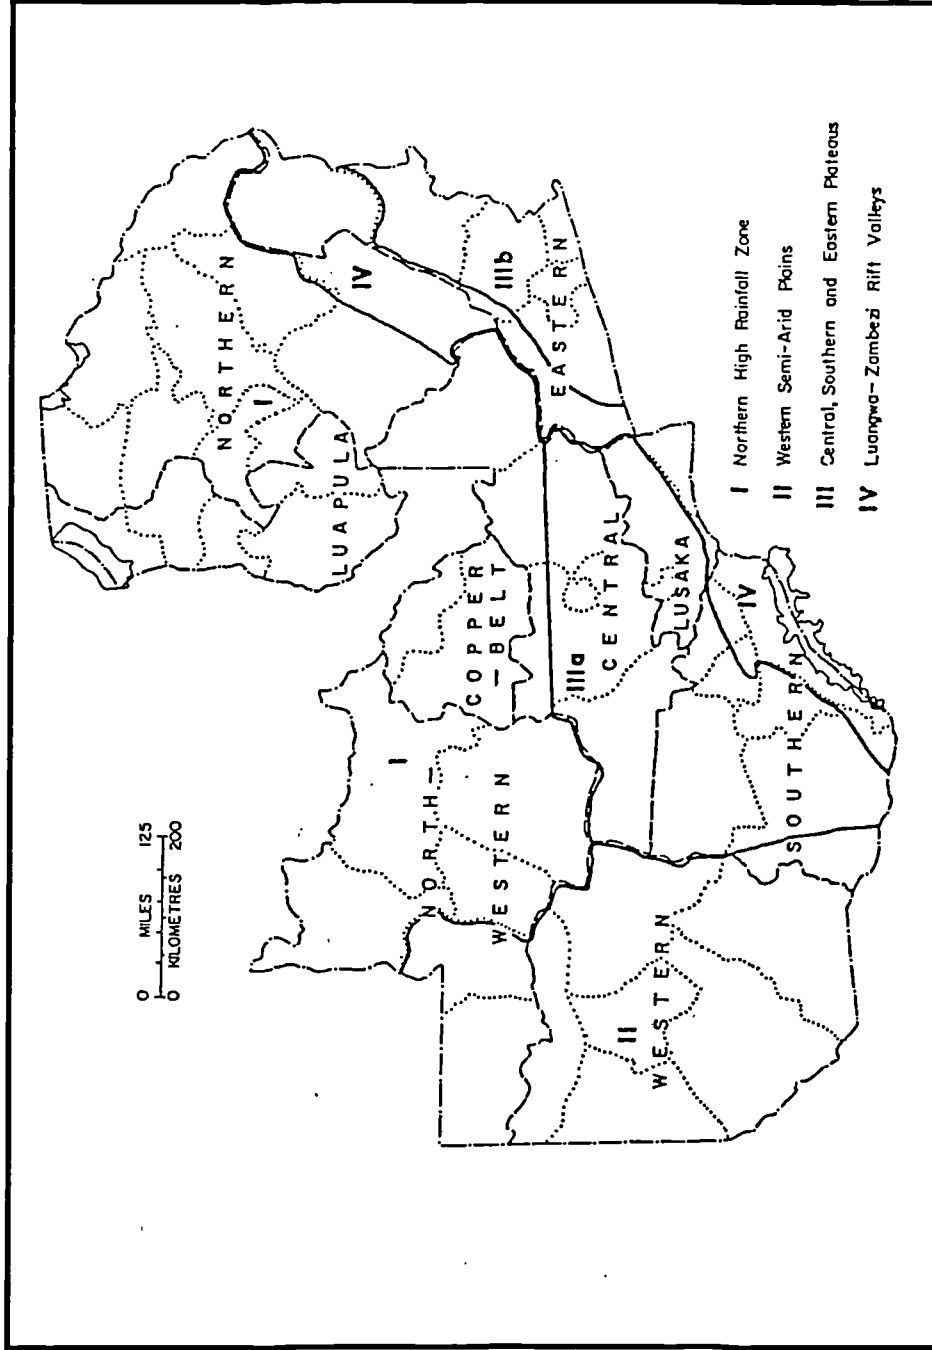 0 MILES 125
0 KILOMETRES 200
NORTHERN
I
LUAPULA
IV
IIIb
EASTERN
COPPER
–BELT
I
NORTH–
WESTERN
IIIa
CENTRAL
LUSAKA
IV
SOUTHERN
II
WESTERN
I Northern High Rainfall Zone
II Western Semi-Arid Plains
III Central, Southern and Eastern Plateaus
IV Luangwa-Zambezi Rift Valleys